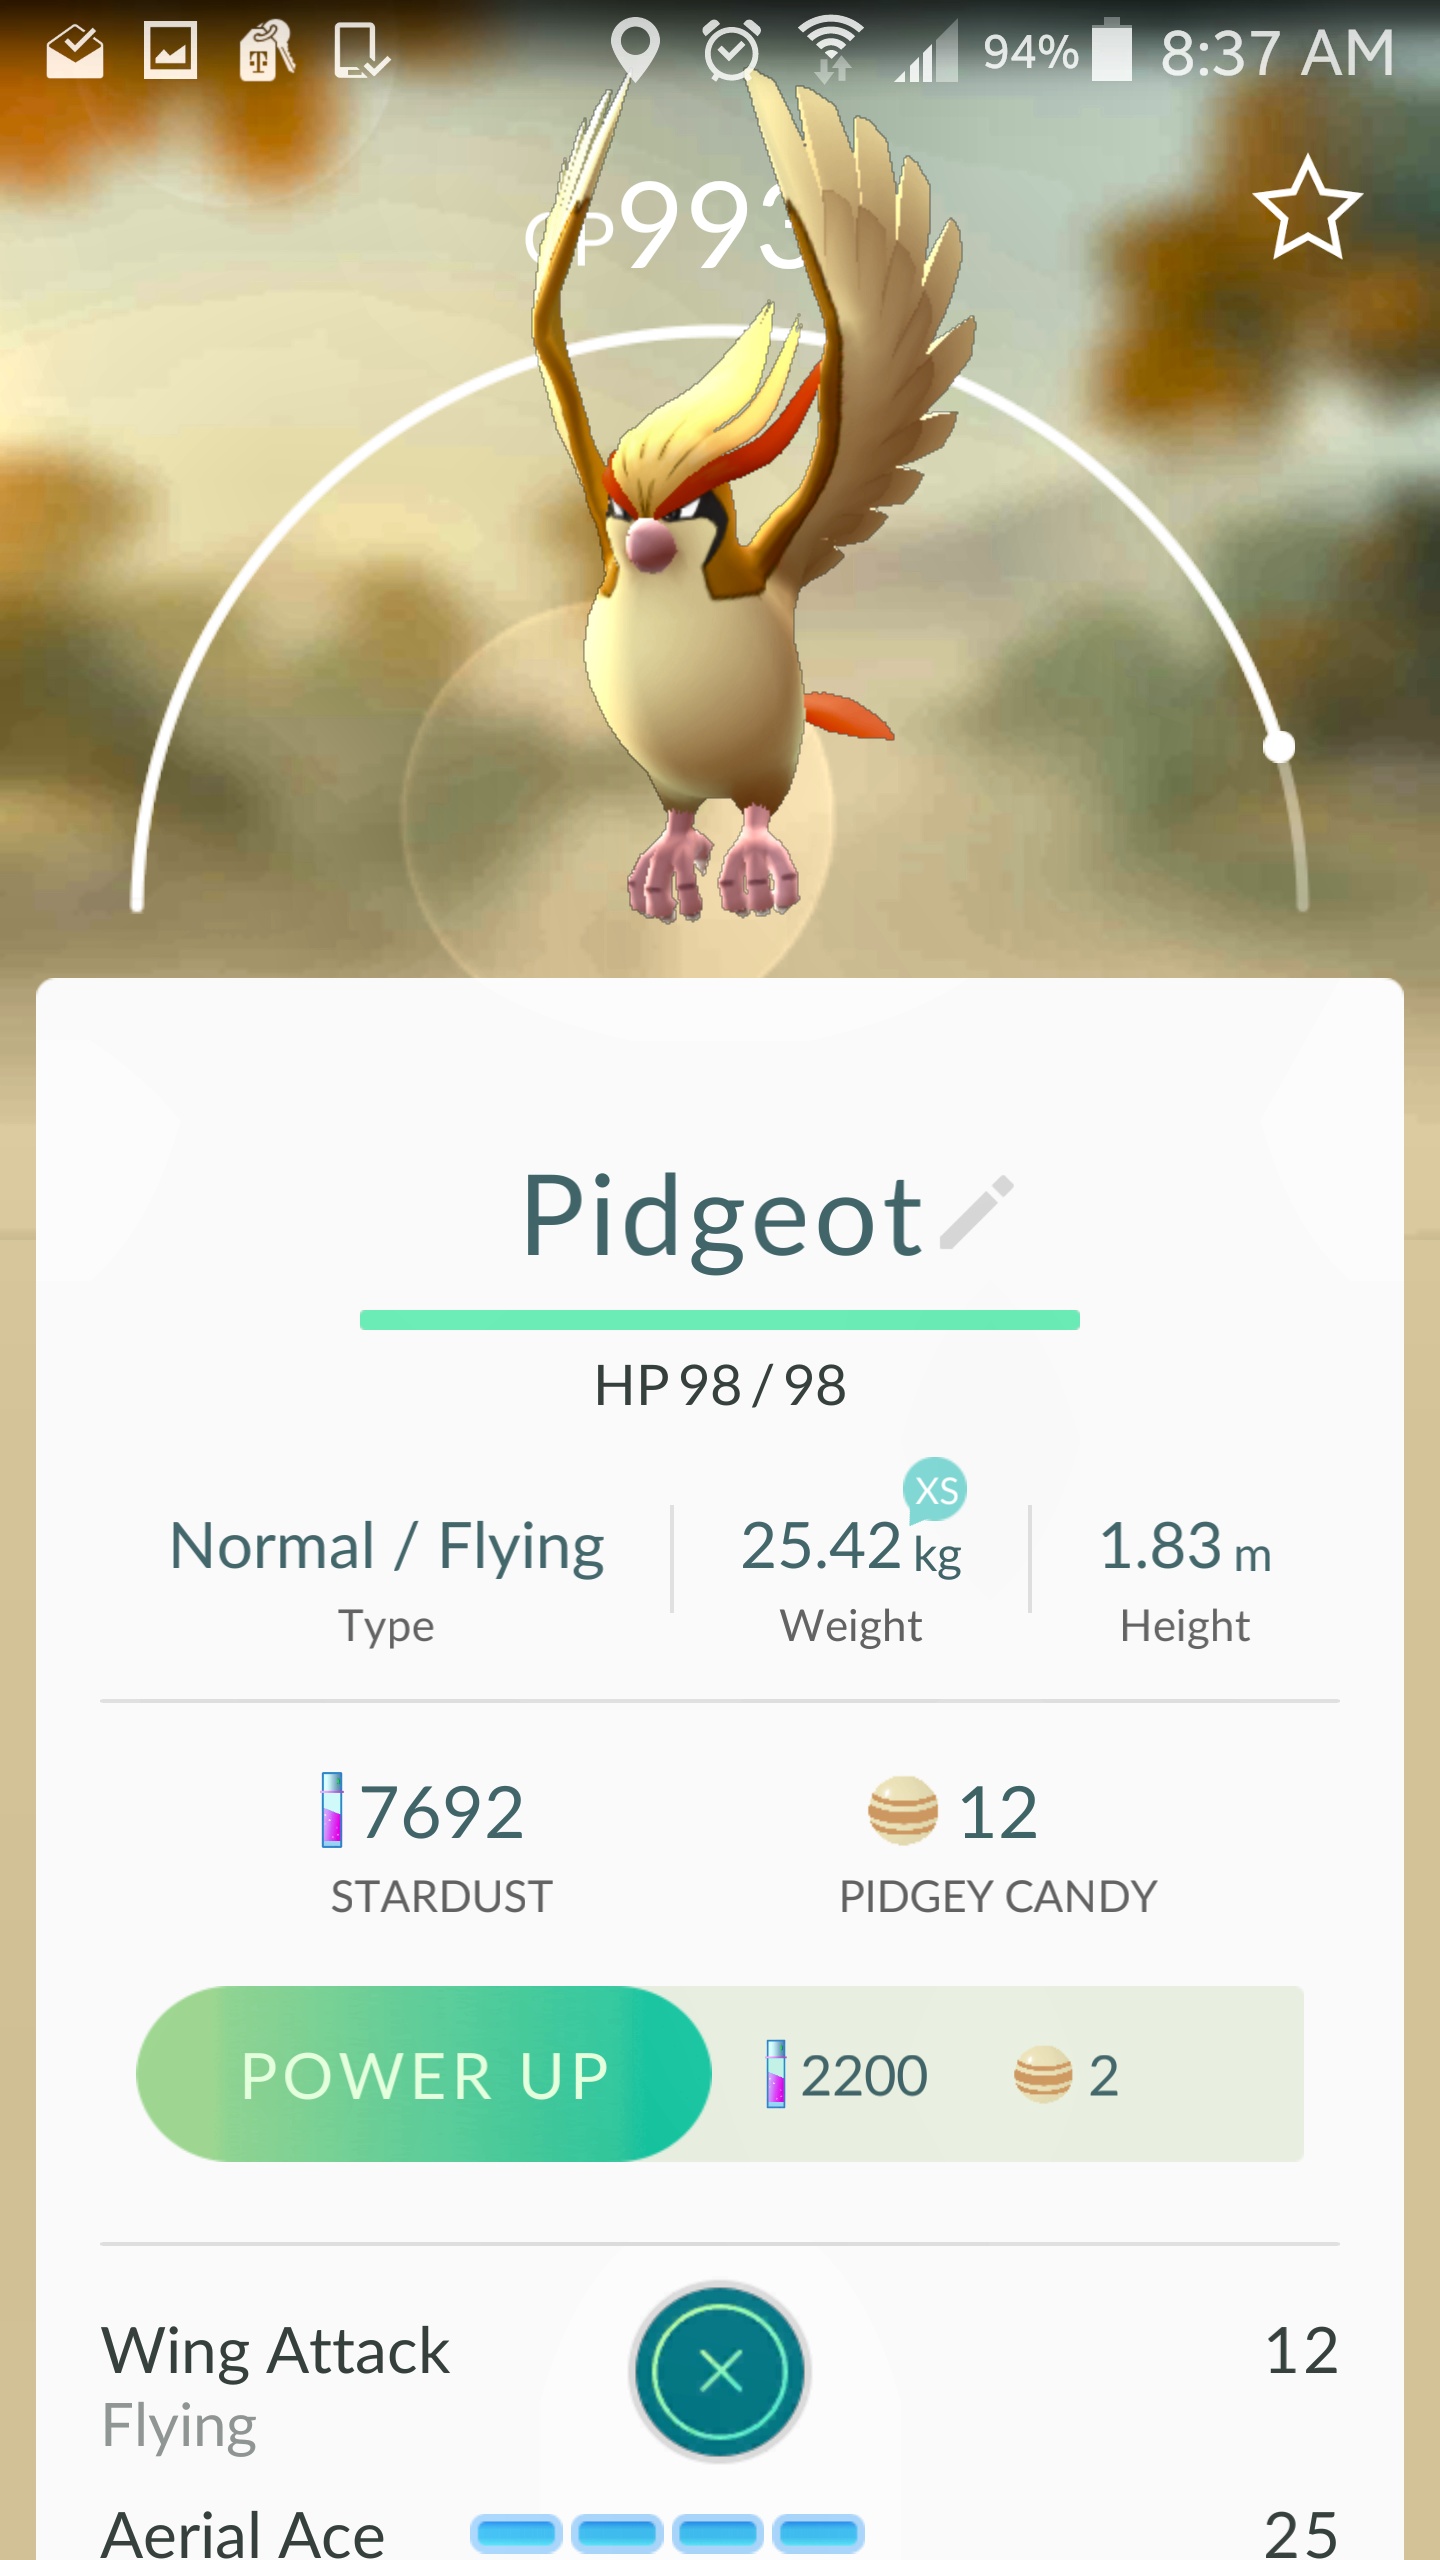 94% 8:37 AM
CP993
Pidgeot
HP 98 / 98
XS
Normal / Flying 25.42 kg 1.83 m
Type Weight Height
7692 12
STARDUST PIDGEY CANDY
POWER UP 2200 2
Wing Attack 12
Flying
Aerial Ace 25